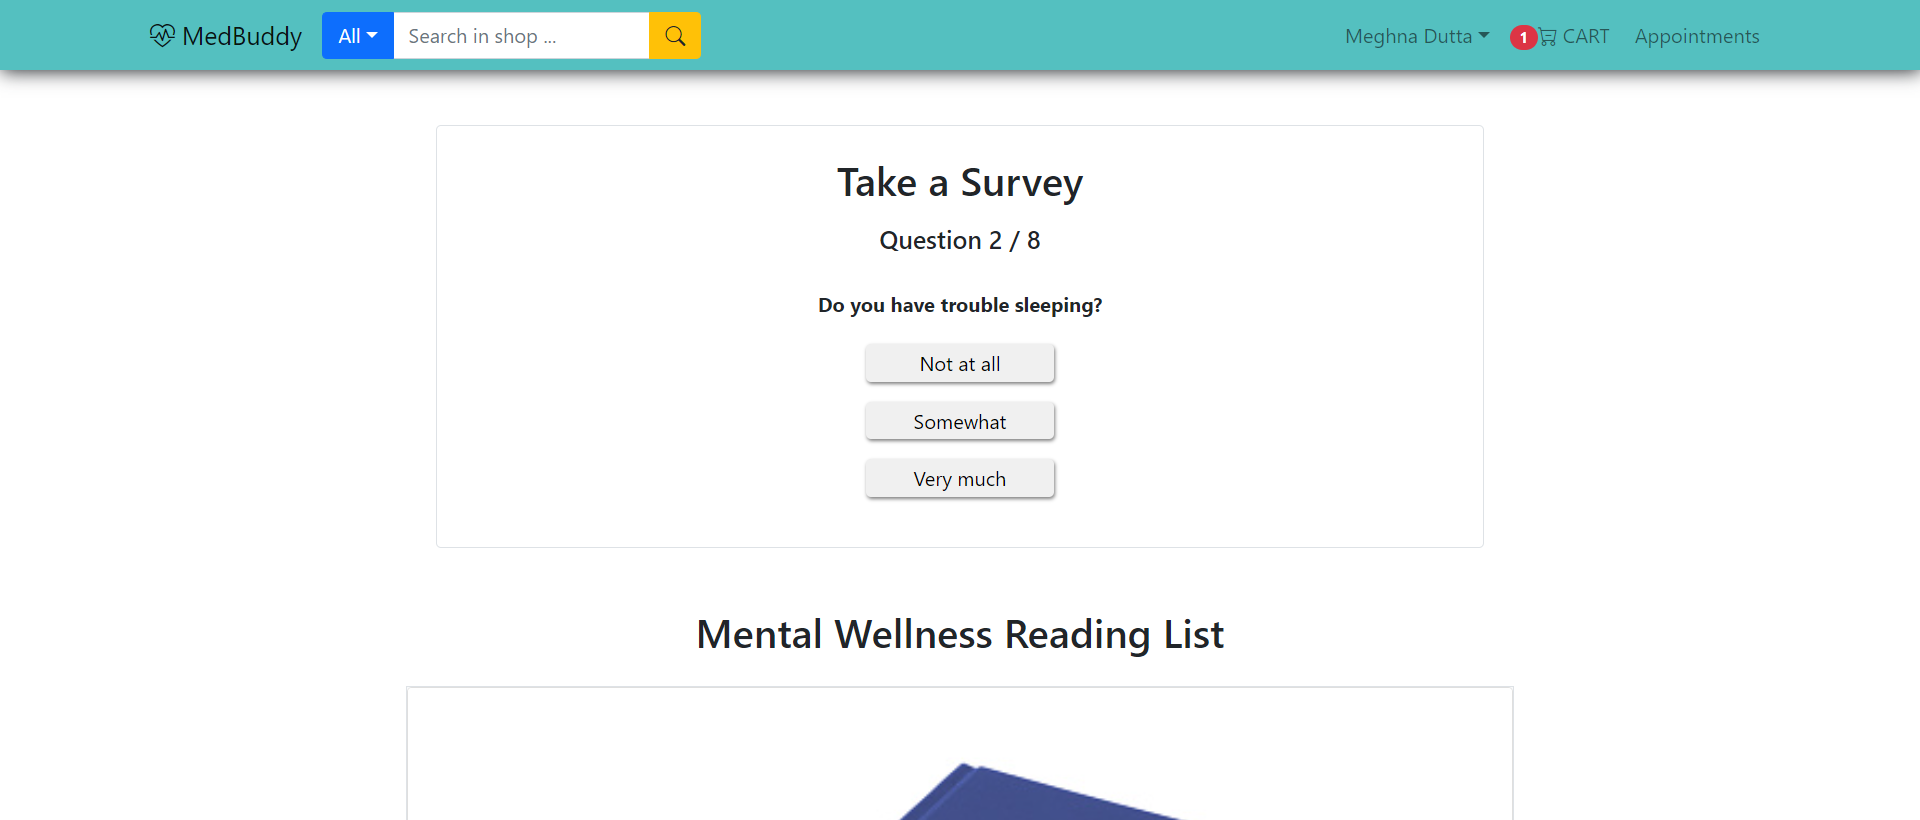 MedBuddy All Search in shop ... Meghna Dutta 1 CART Appointments
Take a Survey
Question 2 / 8
Do you have trouble sleeping?
Not at all
Somewhat
Very much
Mental Wellness Reading List